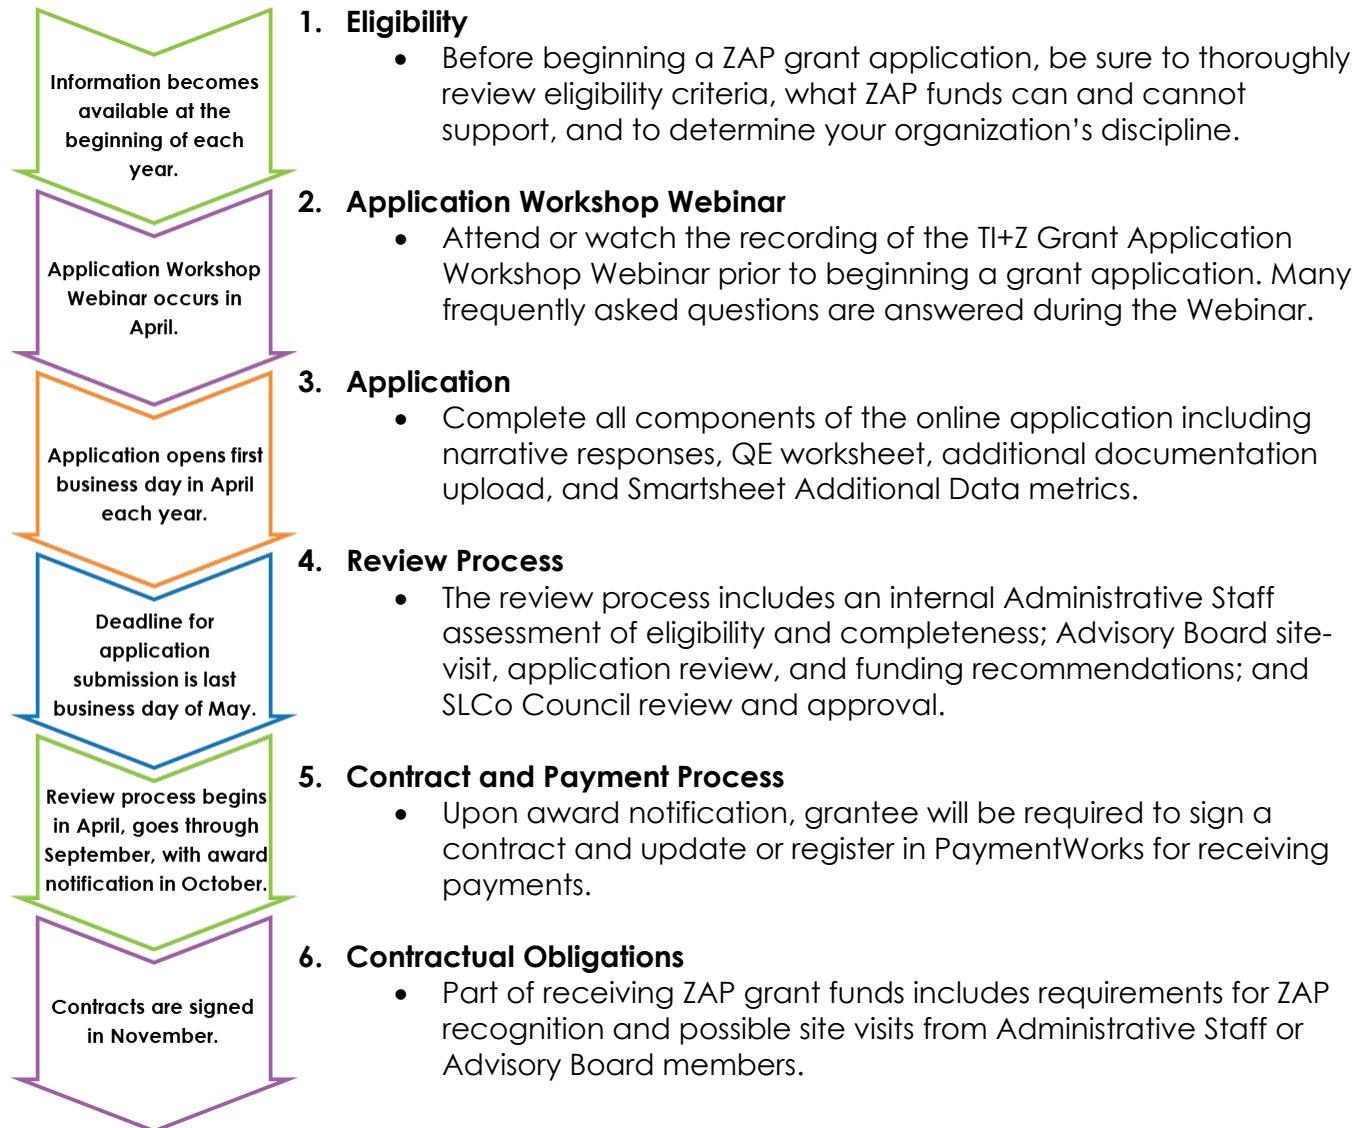 Information becomes
available at the
beginning of each
year.
1. Eligibility
• Before beginning a ZAP grant application, be sure to thoroughly
review eligibility criteria, what ZAP funds can and cannot
support, and to determine your organization’s discipline.
Application Workshop
Webinar occurs in
April.
2. Application Workshop Webinar
• Attend or watch the recording of the TI+Z Grant Application
Workshop Webinar prior to beginning a grant application. Many
frequently asked questions are answered during the Webinar.
Application opens first
business day in April
each year.
3. Application
• Complete all components of the online application including
narrative responses, QE worksheet, additional documentation
upload, and Smartsheet Additional Data metrics.
Deadline for
application
submission is last
business day of May.
4. Review Process
• The review process includes an internal Administrative Staff
assessment of eligibility and completeness; Advisory Board site-
visit, application review, and funding recommendations; and
SLCo Council review and approval.
Review process begins
in April, goes through
September, with award
notification in October.
5. Contract and Payment Process
• Upon award notification, grantee will be required to sign a
contract and update or register in PaymentWorks for receiving
payments.
Contracts are signed
in November.
6. Contractual Obligations
• Part of receiving ZAP grant funds includes requirements for ZAP
recognition and possible site visits from Administrative Staff or
Advisory Board members.